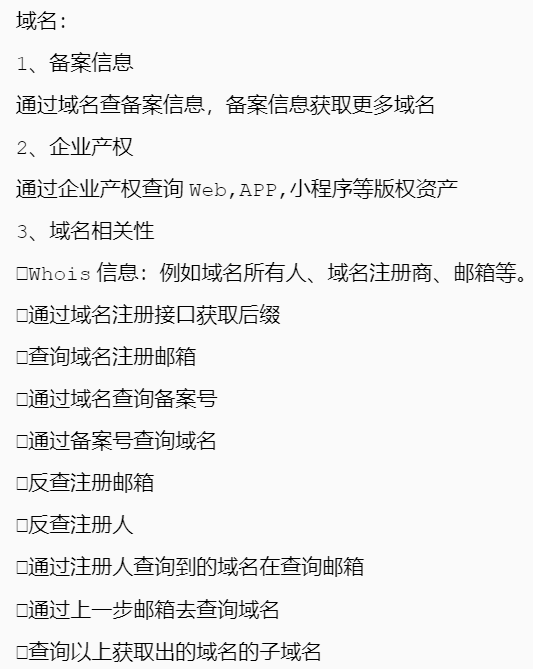 域名：
1、备案信息
通过域名查备案信息，备案信息获取更多域名
2、企业产权
通过企业产权查询 Web,APP,小程序等版权资产
3、域名相关性
□Whois 信息：例如域名所有人、域名注册商、邮箱等。
□通过域名注册接口获取后缀
□查询域名注册邮箱
□通过域名查询备案号
□通过备案号查询域名
□反查注册邮箱
□反查注册人
□通过注册人查询到的域名在查询邮箱
□通过上一步邮箱去查询域名
□查询以上获取出的域名的子域名